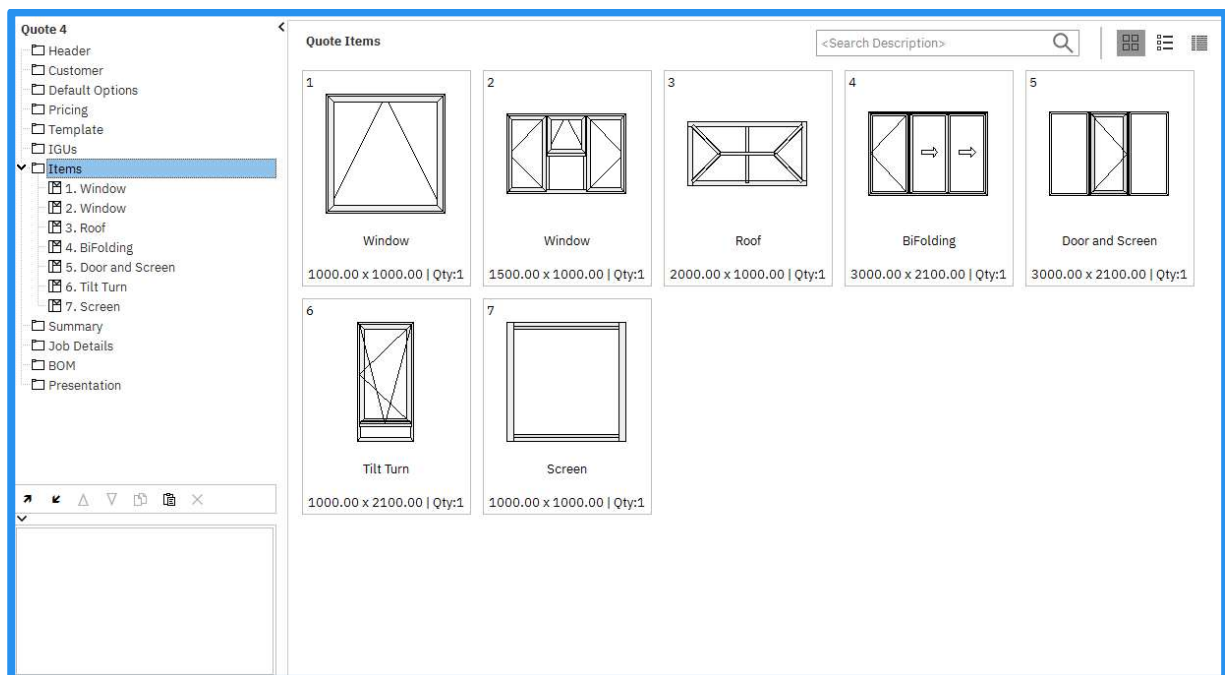 Quote 4
Header
Customer
Default Options
Pricing
Template
IGUs
Items
1. Window
2. Window
3. Roof
4. BiFolding
5. Door and Screen
6. Tilt Turn
7. Screen
Summary
Job Details
BOM
Presentation
Quote Items
<Search Description>
1
Window
1000.00 x 1000.00 | Qty:1
2
Window
1500.00 x 1000.00 | Qty:1
3
Roof
2000.00 x 1000.00 | Qty:1
4
BiFolding
3000.00 x 2100.00 | Qty:1
5
Door and Screen
3000.00 x 2100.00 | Qty:1
6
Tilt Turn
1000.00 x 2100.00 | Qty:1
7
Screen
1000.00 x 1000.00 | Qty:1